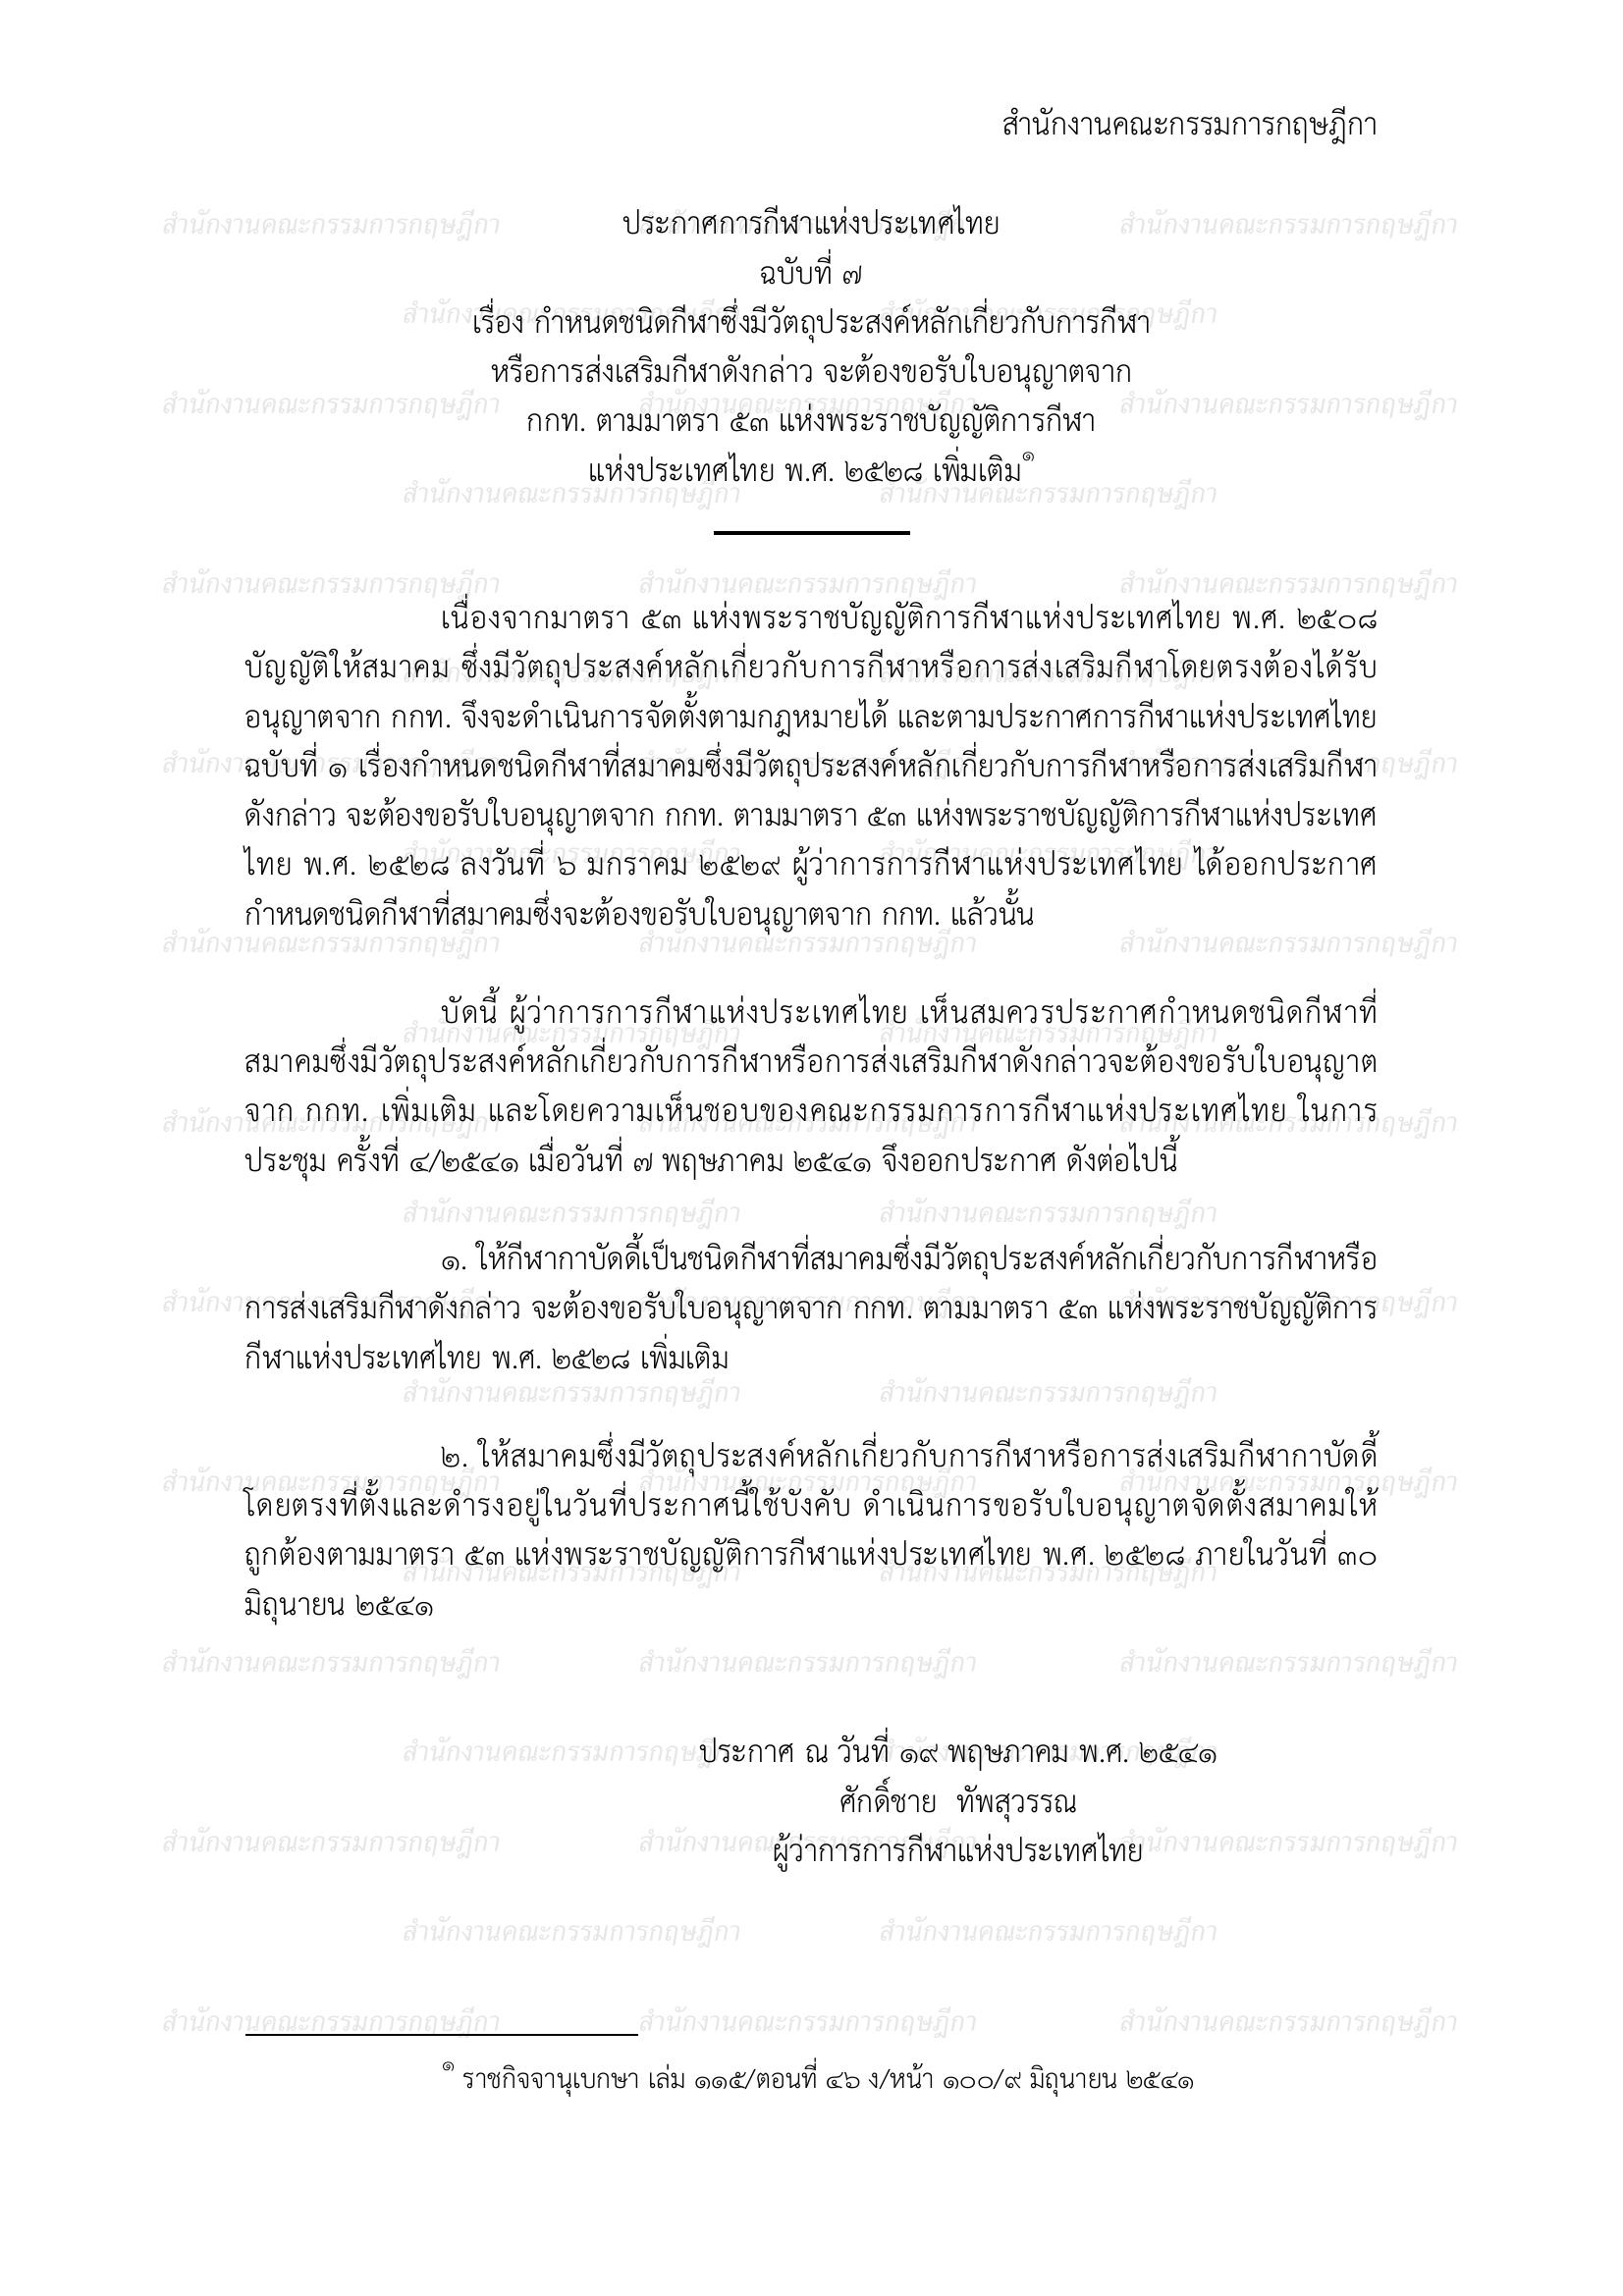 สำนักงานคณะกรรมการกฤษฎีกา
ประกาศการกีฬาแห่งประเทศไทย
ฉบับที่ ๗
เรื่อง กำหนดชนิดกีฬาซึ่งมีวัตถุประสงค์หลักเกี่ยวกับการกีฬา
หรือการส่งเสริมกีฬาดังกล่าว จะต้องขอรับใบอนุญาตจาก
กกท. ตามมาตรา ๕๓ แห่งพระราชบัญญัติการกีฬา
แห่งประเทศไทย พ.ศ. ๒๕๒๘ เพิ่มเติม๑
เนื่องจากมาตรา ๕๓ แห่งพระราชบัญญัติการกีฬาแห่งประเทศไทย พ.ศ. ๒๕๐๘
บัญญัติให้สมาคม ซึ่งมีวัตถุประสงค์หลักเกี่ยวกับการกีฬาหรือการส่งเสริมกีฬาโดยตรงต้องได้รับ
อนุญาตจาก กกท. จึงจะดำเนินการจัดตั้งตามกฎหมายได้ และตามประกาศการกีฬาแห่งประเทศไทย
ฉบับที่ ๑ เรื่องกำหนดชนิดกีฬาที่สมาคมซึ่งมีวัตถุประสงค์หลักเกี่ยวกับการกีฬาหรือการส่งเสริมกีฬา
ดังกล่าว จะต้องขอรับใบอนุญาตจาก กกท. ตามมาตรา ๕๓ แห่งพระราชบัญญัติการกีฬาแห่งประเทศ
ไทย พ.ศ. ๒๕๒๘ ลงวันที่ ๖ มกราคม ๒๕๒๙ ผู้ว่าการการกีฬาแห่งประเทศไทย ได้ออกประกาศ
กำหนดชนิดกีฬาที่สมาคมซึ่งจะต้องขอรับใบอนุญาตจาก กกท. แล้วนั้น
บัดนี้ ผู้ว่าการการกีฬาแห่งประเทศไทย เห็นสมควรประกาศกำหนดชนิดกีฬาที่
สมาคมซึ่งมีวัตถุประสงค์หลักเกี่ยวกับการกีฬาหรือการส่งเสริมกีฬาดังกล่าวจะต้องขอรับใบอนุญาต
จาก กกท. เพิ่มเติม และโดยความเห็นชอบของคณะกรรมการการกีฬาแห่งประเทศไทย ในการ
ประชุม ครั้งที่ ๔/๒๕๔๑ เมื่อวันที่ ๗ พฤษภาคม ๒๕๔๑ จึงออกประกาศ ดังต่อไปนี้
๑. ให้กีฬากาบัดดี้เป็นชนิดกีฬาที่สมาคมซึ่งมีวัตถุประสงค์หลักเกี่ยวกับการกีฬาหรือ
การส่งเสริมกีฬาดังกล่าว จะต้องขอรับใบอนุญาตจาก กกท. ตามมาตรา ๕๓ แห่งพระราชบัญญัติการ
กีฬาแห่งประเทศไทย พ.ศ. ๒๕๒๘ เพิ่มเติม
๒. ให้สมาคมซึ่งมีวัตถุประสงค์หลักเกี่ยวกับการกีฬาหรือการส่งเสริมกีฬากาบัดดี้
โดยตรงที่ตั้งและดำรงอยู่ในวันที่ประกาศนี้ใช้บังคับ ดำเนินการขอรับใบอนุญาตจัดตั้งสมาคมให้
ถูกต้องตามมาตรา ๕๓ แห่งพระราชบัญญัติการกีฬาแห่งประเทศไทย พ.ศ. ๒๕๒๘ ภายในวันที่ ๓๐
มิถุนายน ๒๕๔๑
ประกาศ ณ วันที่ ๑๙ พฤษภาคม พ.ศ. ๒๕๔๑
ศักดิ์ชาย ทัพสุวรรณ
ผู้ว่าการการกีฬาแห่งประเทศไทย
๑ ราชกิจจานุเบกษา เล่ม ๑๑๕/ตอนที่ ๔๖ ง/หน้า ๑๐๐/๙ มิถุนายน ๒๕๔๑